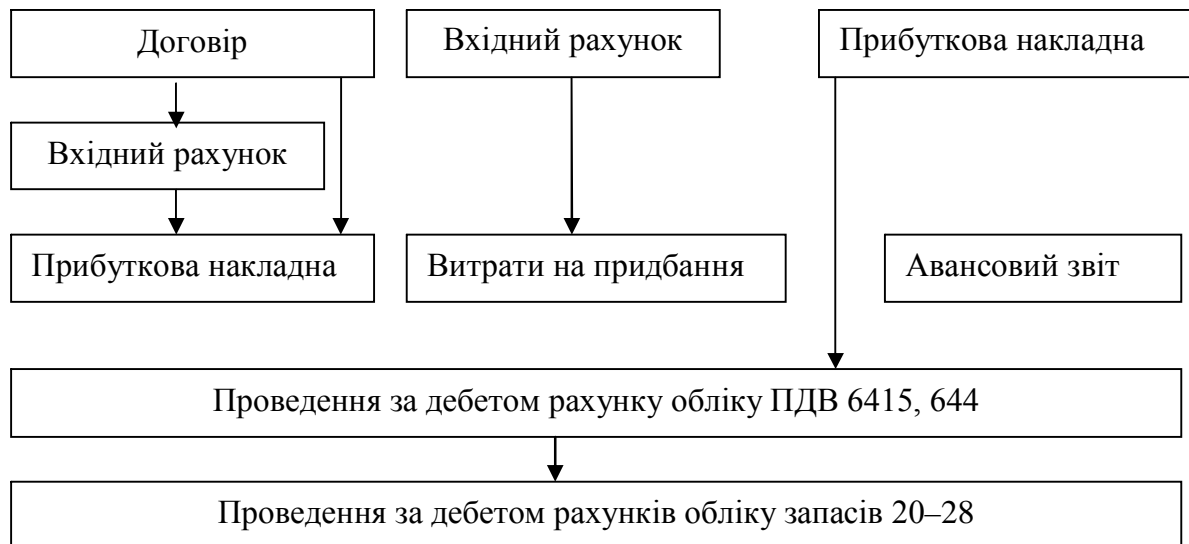 Договір
Вхідний рахунок
Прибуткова накладна
Вхідний рахунок
Прибуткова накладна
Витрати на придбання
Авансовий звіт
Проведення за дебетом рахунку обліку ПДВ 6415, 644
Проведення за дебетом рахунків обліку запасів 20–28